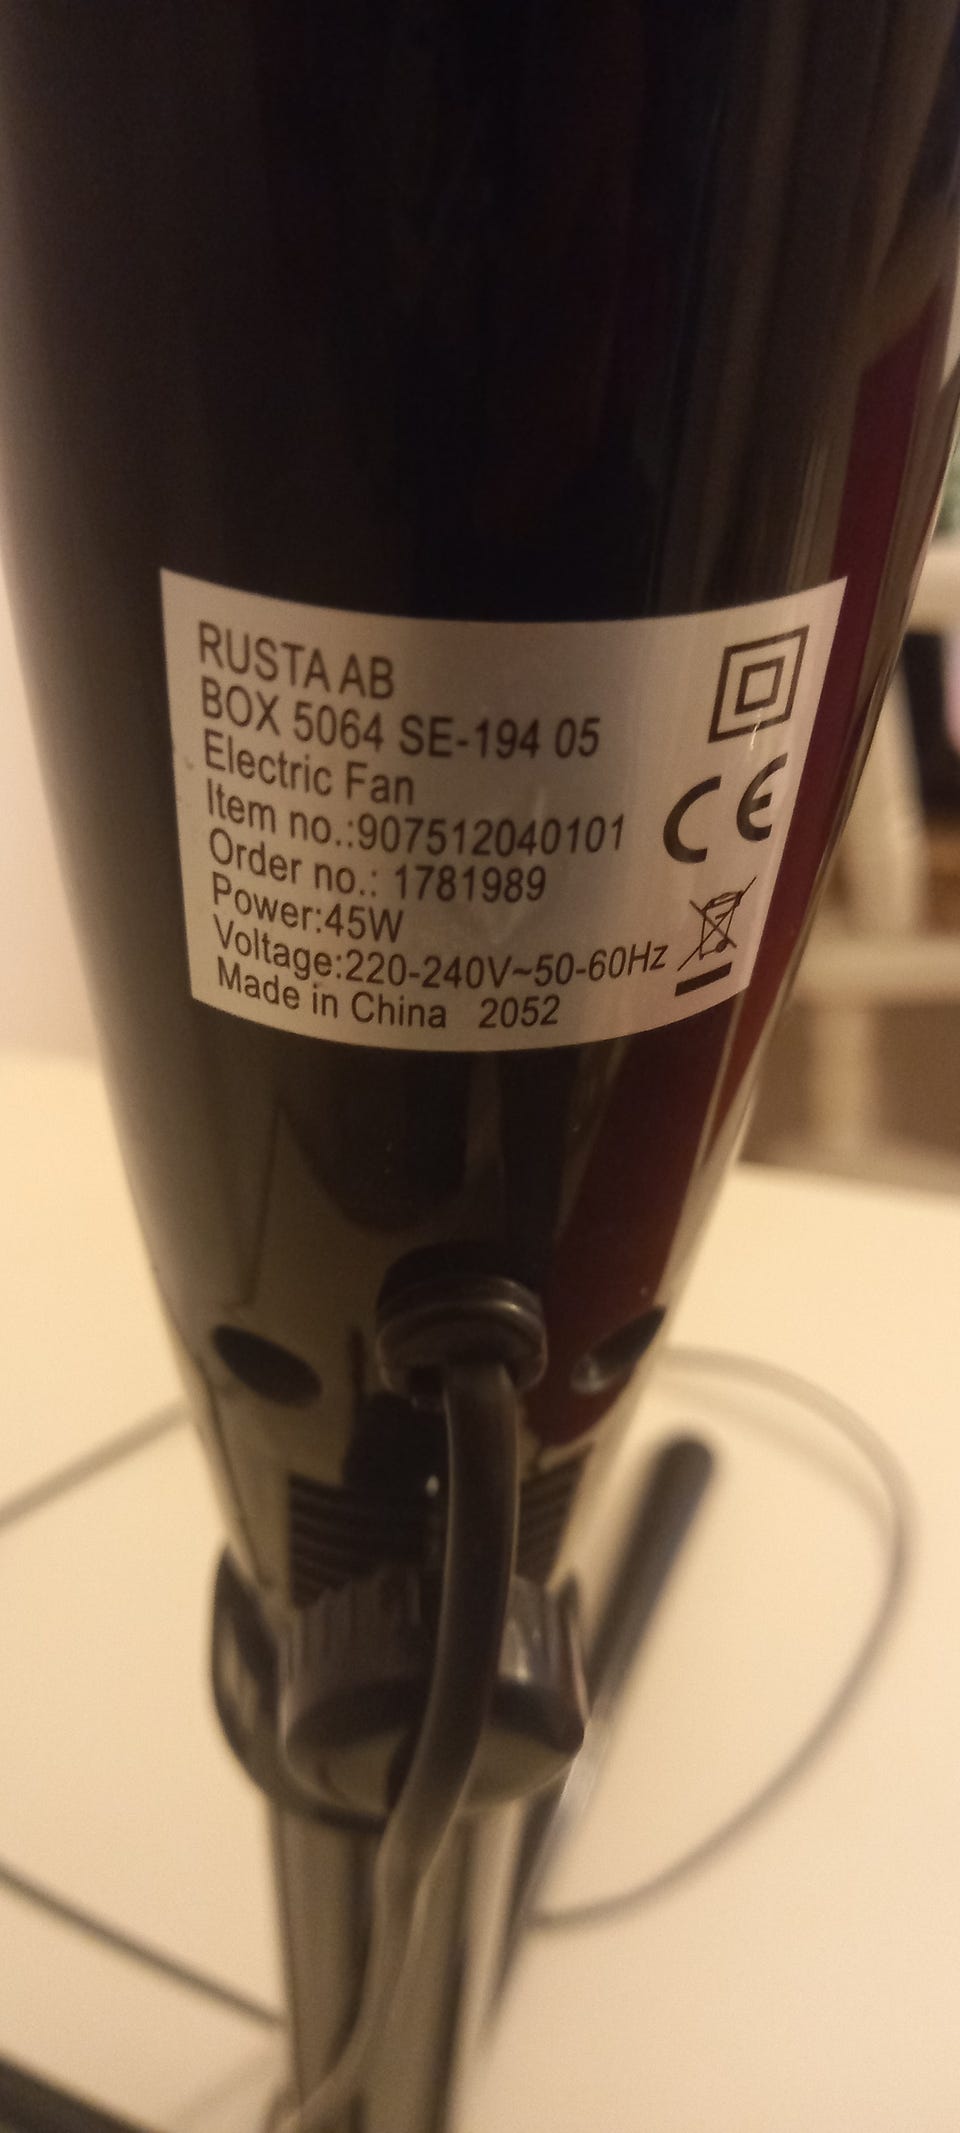 RUSTA AB
BOX 5064 SE-194 05
Electric Fan
Item no.:907512040101
Order no.: 1781989
Power:45W
Voltage:220-240V~50-60Hz
Made in China 2052
CE